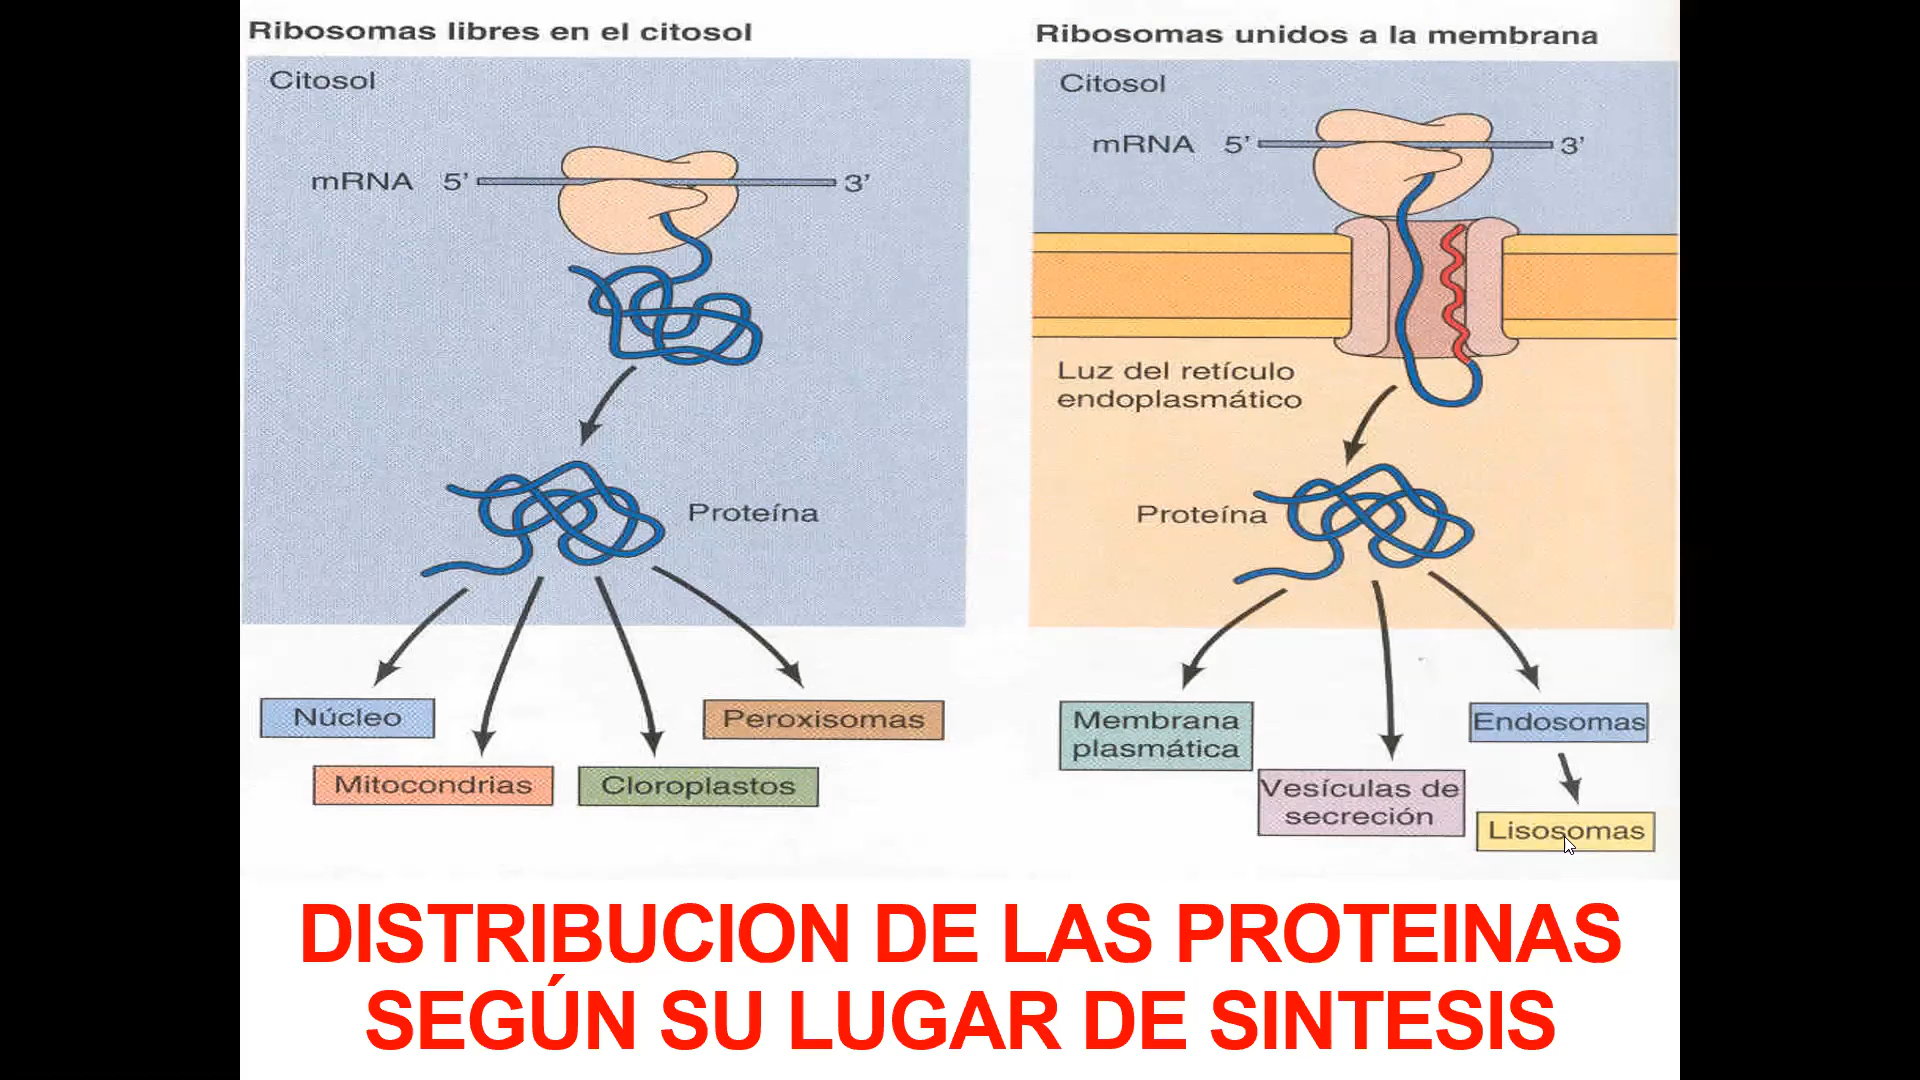 Ribosomas libres en el citosol
Citosol
mRNA 5’ 3’
Proteína
Núcleo
Peroxisomas
Mitocondrias
Cloroplastos
Ribosomas unidos a la membrana
Citosol
mRNA 5’ 3’
Luz del retículo
endoplasmático
Proteína
Membrana
plasmática
Endosomas
Vesículas de
secreción
Lisosomas
DISTRIBUCION DE LAS PROTEINAS
SEGÚN SU LUGAR DE SINTESIS